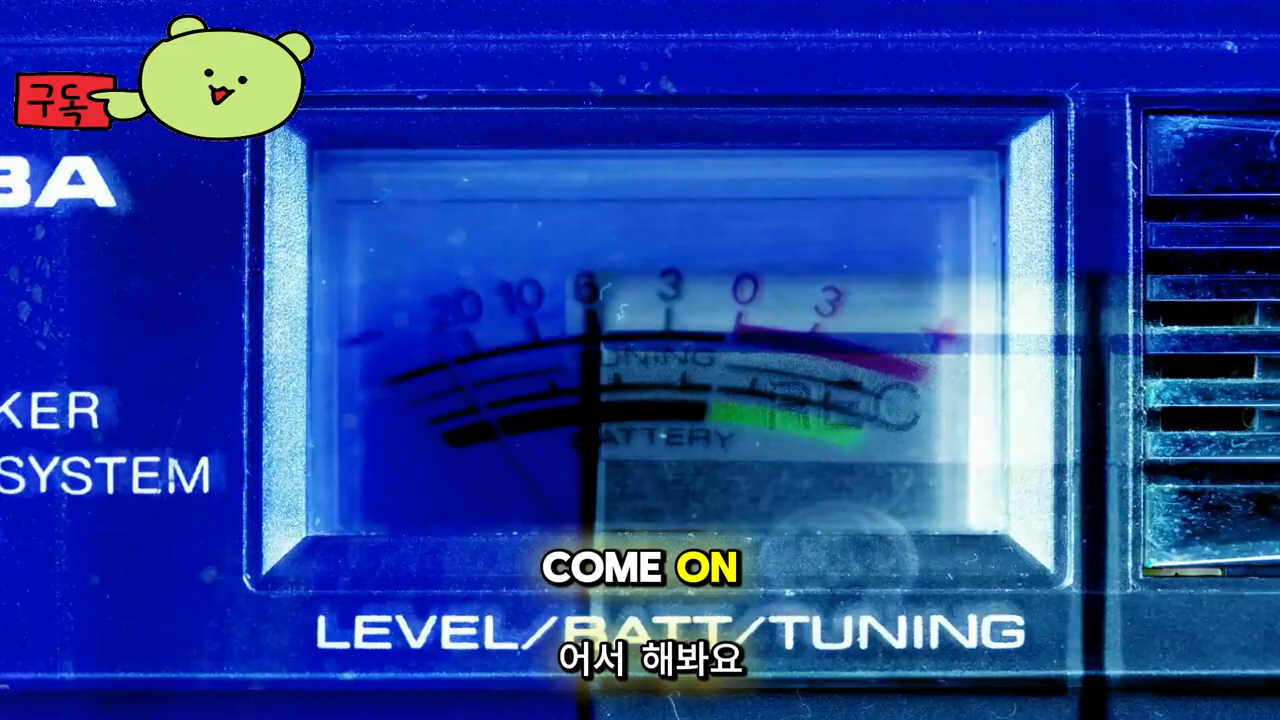 구독
BA
20 10 6 3 0 3 +
TUNING
REC
BATTERY
KER
SYSTEM
COME ON
LEVEL/BATT/TUNING
어서 해봐요